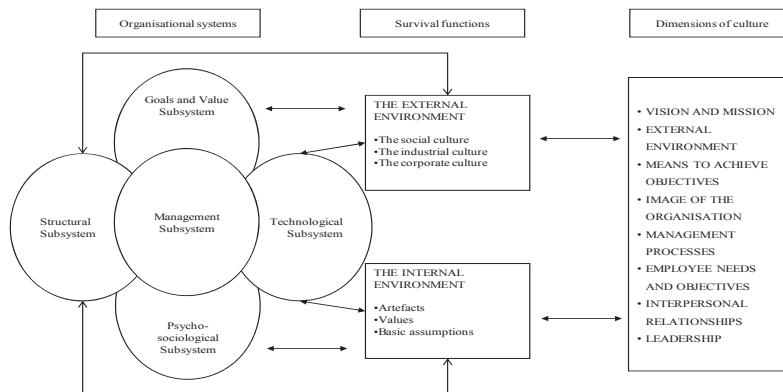 Organisational systems
Survival functions
Dimensions of culture
Goals and Value
Subsystem
Structural
Subsystem
Management
Subsystem
Technological
Subsystem
Psycho-
sociological
Subsystem
THE EXTERNAL
ENVIRONMENT
•The social culture
•The industrial culture
•The corporate culture
THE INTERNAL
ENVIRONMENT
•Artefacts
•Values
•Basic assumptions
• VISION AND MISSION
• EXTERNAL
ENVIRONMENT
• MEANS TO ACHIEVE
OBJECTIVES
• IMAGE OF THE
ORGANISATION
• MANAGEMENT
PROCESSES
• EMPLOYEE NEEDS
AND OBJECTIVES
• INTERPERSONAL
RELATIONSHIPS
• LEADERSHIP